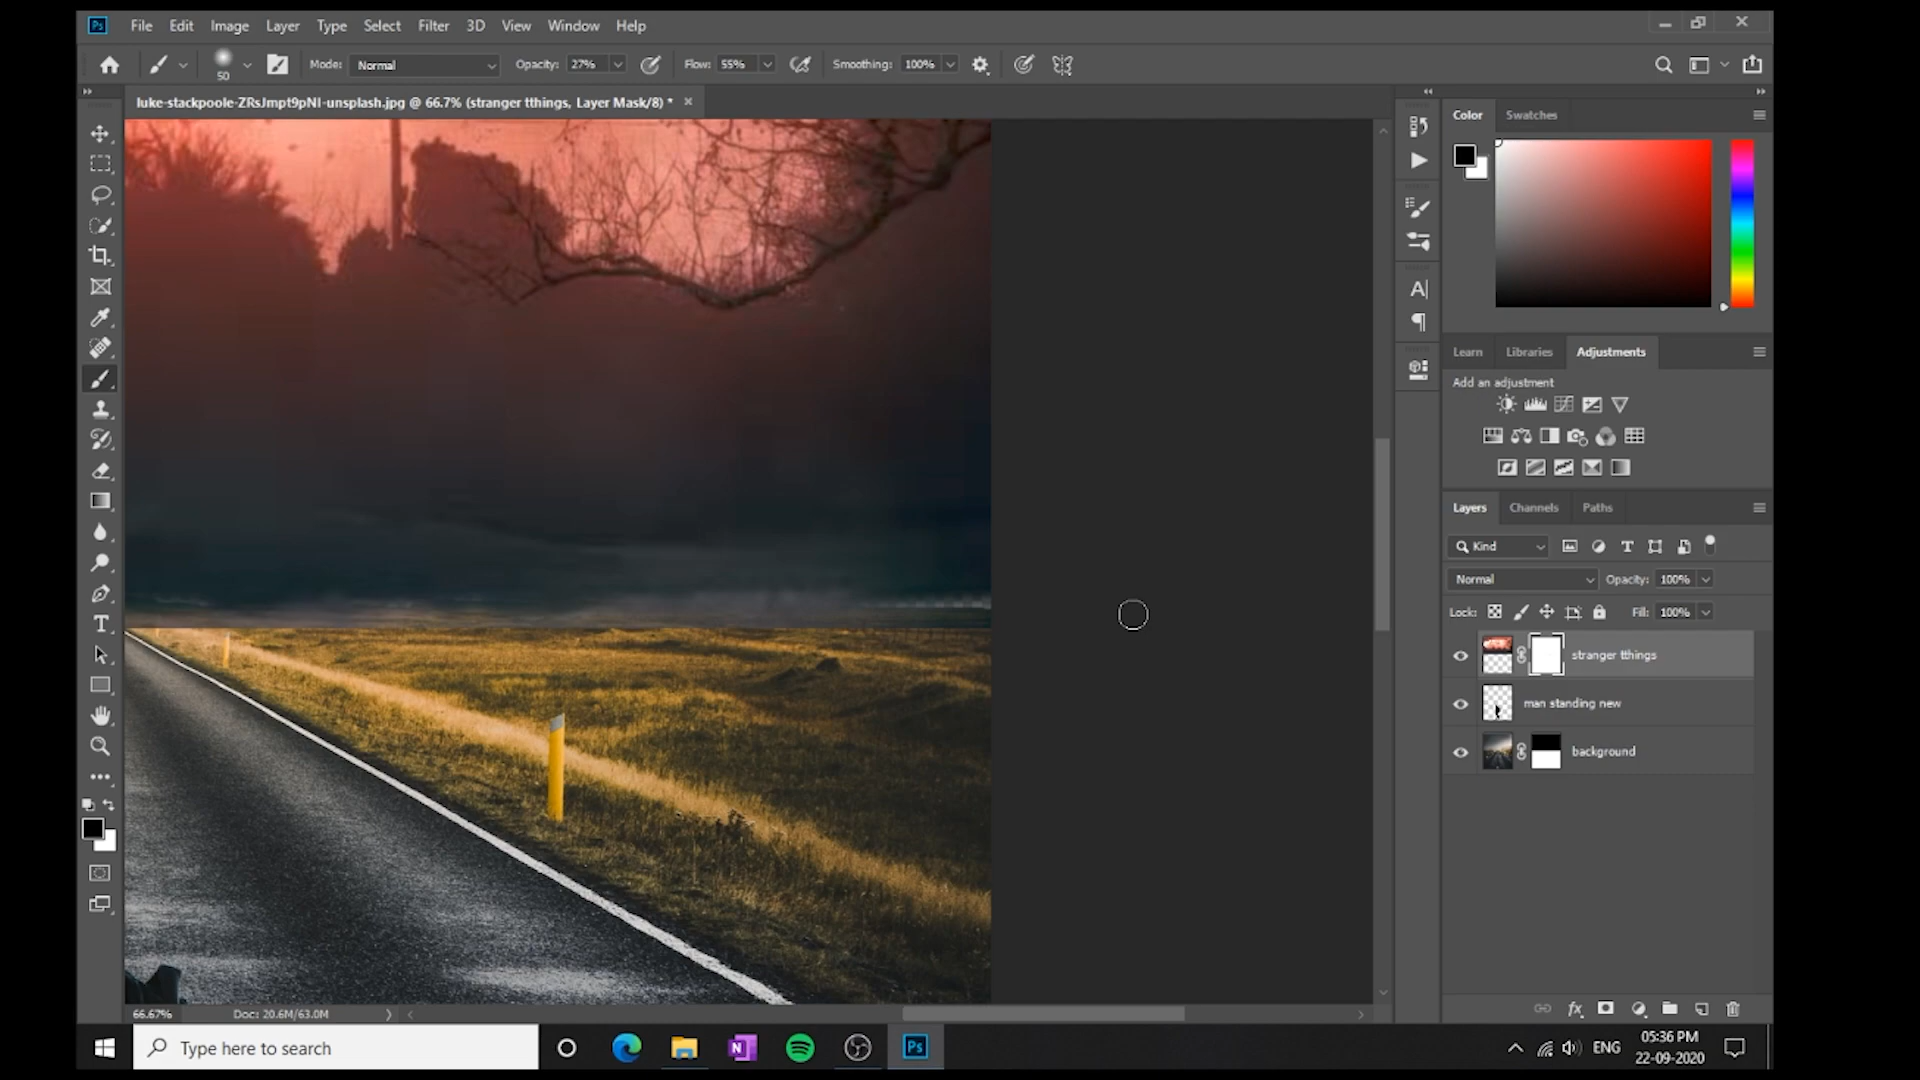 Ps File Edit Image Layer Type Select Filter 3D View Window Help
50 Mode: Normal Opacity: 27% Flow: 55% Smoothing: 100%
luke-stackpoole-ZRsJmpt9pNI-unsplash.jpg @ 66.7% (stranger tthings, Layer Mask/8) *
Color Swatches
Learn Libraries Adjustments
Add an adjustment
Layers Channels Paths
Kind
Normal Opacity: 100%
Lock: Fill: 100%
stranger tthings
man standing new
background
66.67% Doc: 20.6M/63.0M
Type here to search
N
Ps
ENG
05:36 PM
22-09-2020